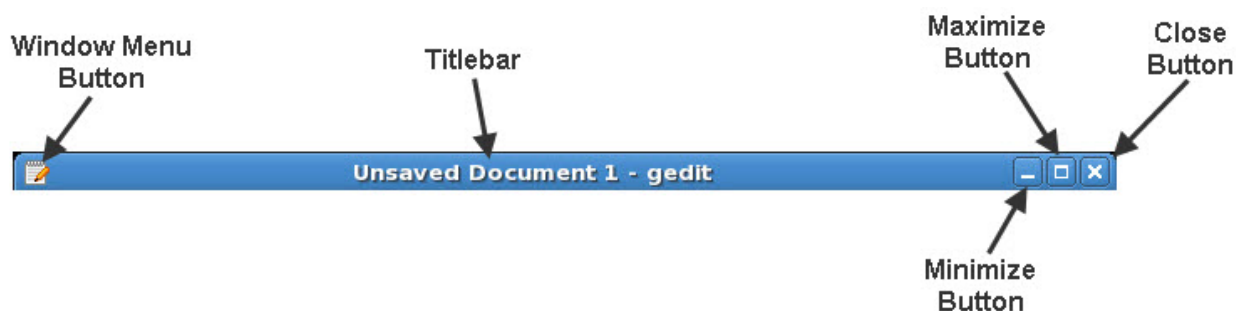 Window Menu
Button
Titlebar
Maximize
Button
Close
Button
Unsaved Document 1 - gedit
Minimize
Button